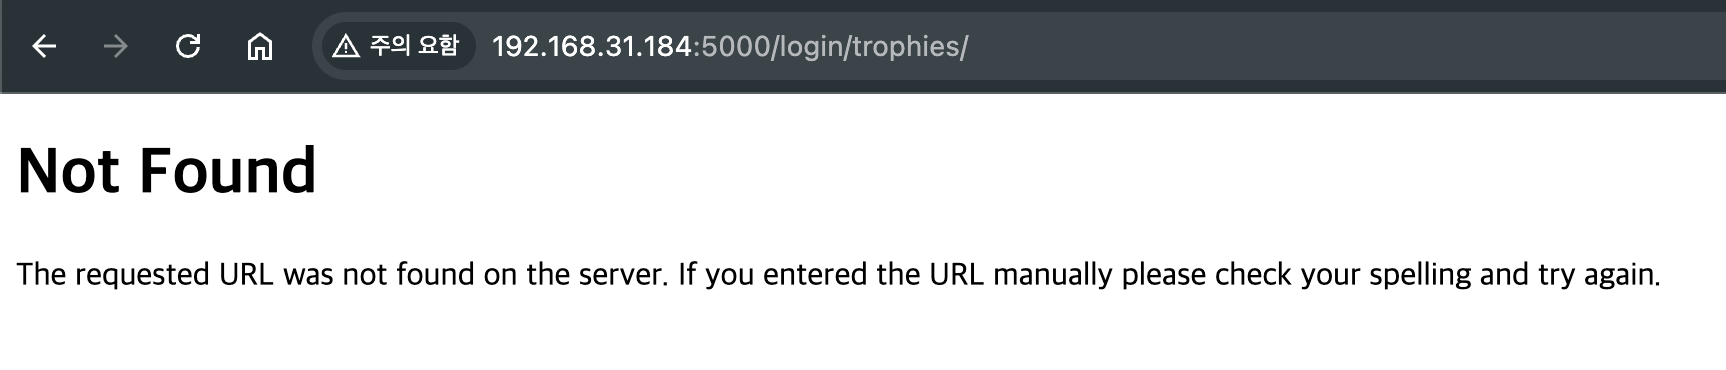 주의 요함 192.168.31.184:5000/login/trophies/
Not Found
The requested URL was not found on the server. If you entered the URL manually please check your spelling and try again.